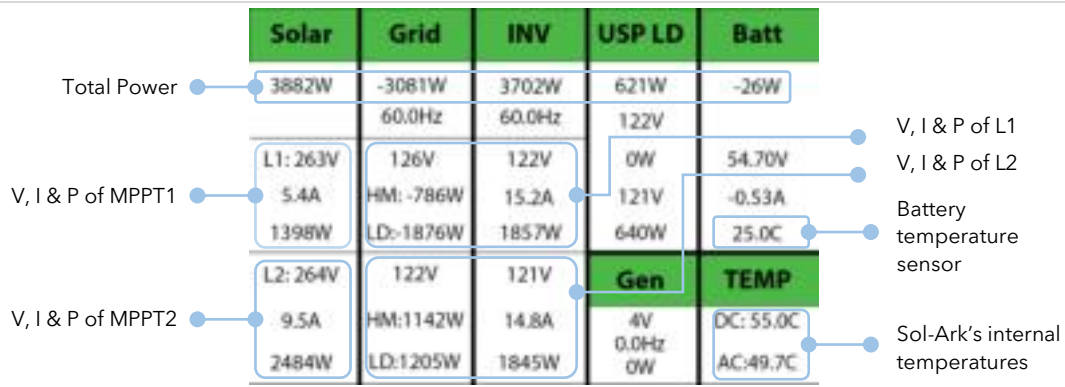 Solar Grid INV USP LD Batt
Total Power 3882W -3081W 3702W 621W -26W
60.0Hz 60.0Hz 122V
V, I & P of L1
L1: 263V 126V 122V 0W 54.70V
V, I & P of L2
V, I & P of MPPT1 5.4A HM: -786W 15.2A 121V -0.53A
1398W LD:-1876W 1857W 640W 25.0C
Battery
temperature
sensor
L2: 264V 122V 121V Gen TEMP
V, I & P of MPPT2 9.5A HM:1142W 14.8A 4V DC: 55.0C
0.0Hz
2484W LD:1205W 1845W 0W AC:49.7C
Sol-Ark's internal
temperatures